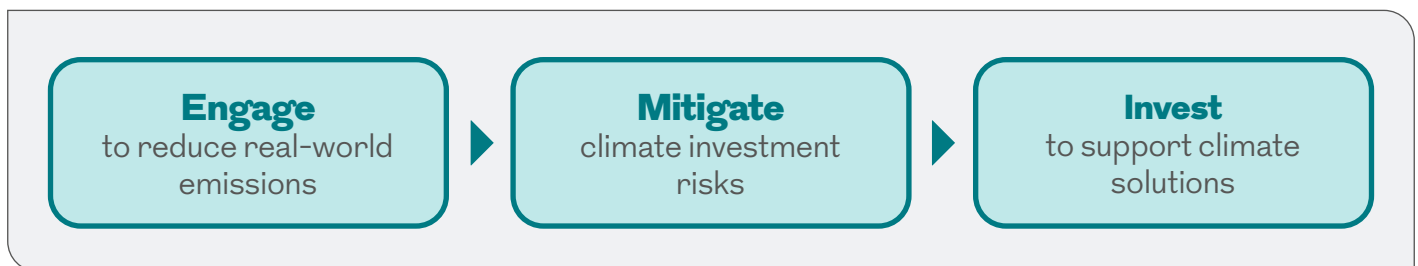 Engage
to reduce real-world
emissions
Mitigate
climate investment
risks
Invest
to support climate
solutions